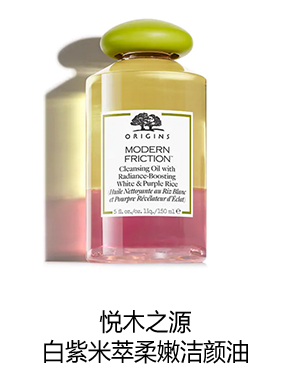 ORIGINS
MODERN
FRICTION™
Cleansing Oil with
Radiance-Boosting
White & Purple Rice
(Huile Nettoyante au Riz Blanc
et Pourpre Révélateur d'Éclat)
5 fl. oz./oz. liq./150 ml ℮
悦木之源
白紫米萃柔嫩洁颜油